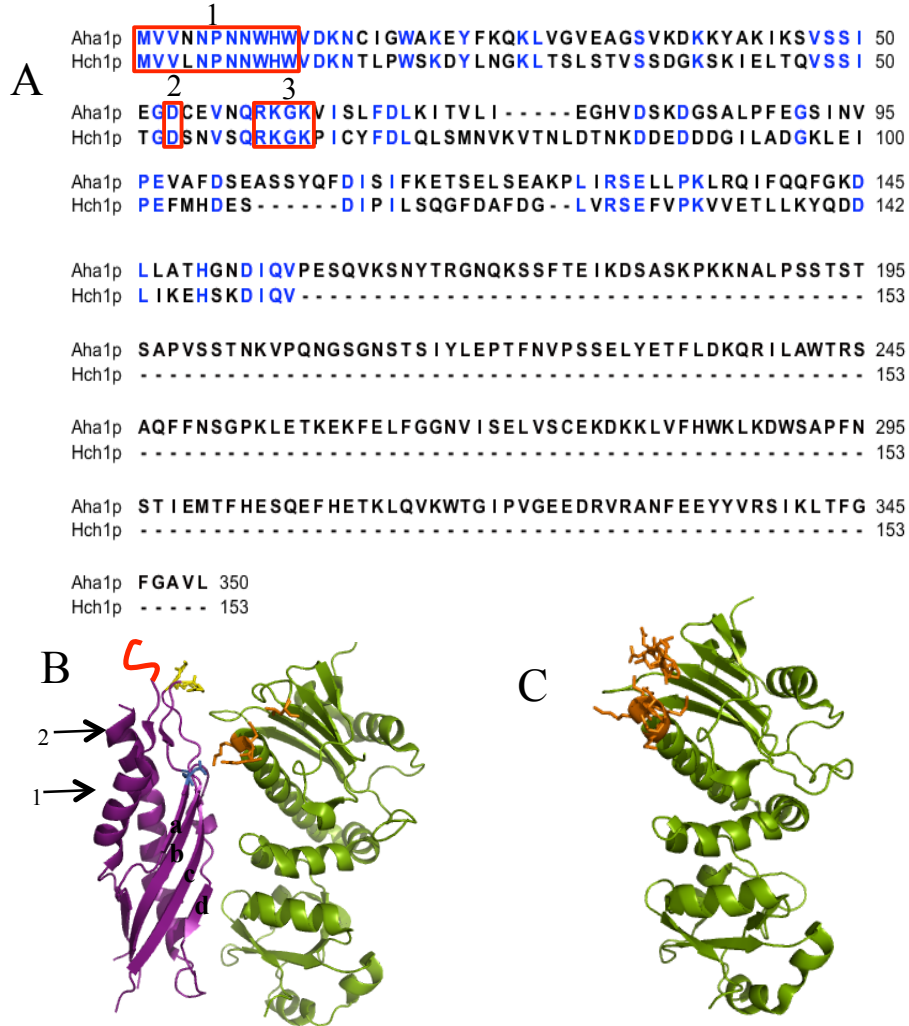 1
Aha1p MVVNNPNNWHWVDKNCIGWAKEYFKQKLVGVEAGSVKDKKYAKIKSVSSI 50
Hch1p MVVLNPNNWHWVDKNTLPWSKDYLNGKLTSLSTVSSDGKSKIELTQVSSI 50
A
2 3
Aha1p EGDCEVNQRKGKVISLFDLKITVLI-----EGHVDSKDGSALPFEGSINV 95
Hch1p TGDSNVSQRKGKPICYFDLQLSMNVKVTNLDTNKDDEDDDGILADGKLEI 100
Aha1p PEVAFDSEASSYQFDISIFKETSELSEAKPLIRSELLPKLRQIFQQFGKD 145
Hch1p PEFMHDES------DIPILSQGFDAFDG--LVRSEFVPKVVETLLKYQDD 142
Aha1p LLATHGNDIQVPESQVKSNYTRGNQKSSFTEIKDSASKPKKNALPSSTST 195
Hch1p LIKEHSKDIQV--------------------------------------- 153
Aha1p SAPVSSTNKVPQNGSGNSTSIYLEPTFNVPSSELYETFLDKQRILAWTRS 245
Hch1p -------------------------------------------------- 153
Aha1p AQFFNSGPKLETKEKFELFGGNVISELVSCEKDKKLVFHWKLKDWSAPFN 295
Hch1p -------------------------------------------------- 153
Aha1p STIEMTFHESQEFHETKLQVKWTGIPVGEEDRVRANFEEYYVRSIKLTFG 345
Hch1p -------------------------------------------------- 153
Aha1p FGAVL 350
Hch1p ----- 153
B
C
2
1
a
b
c
d